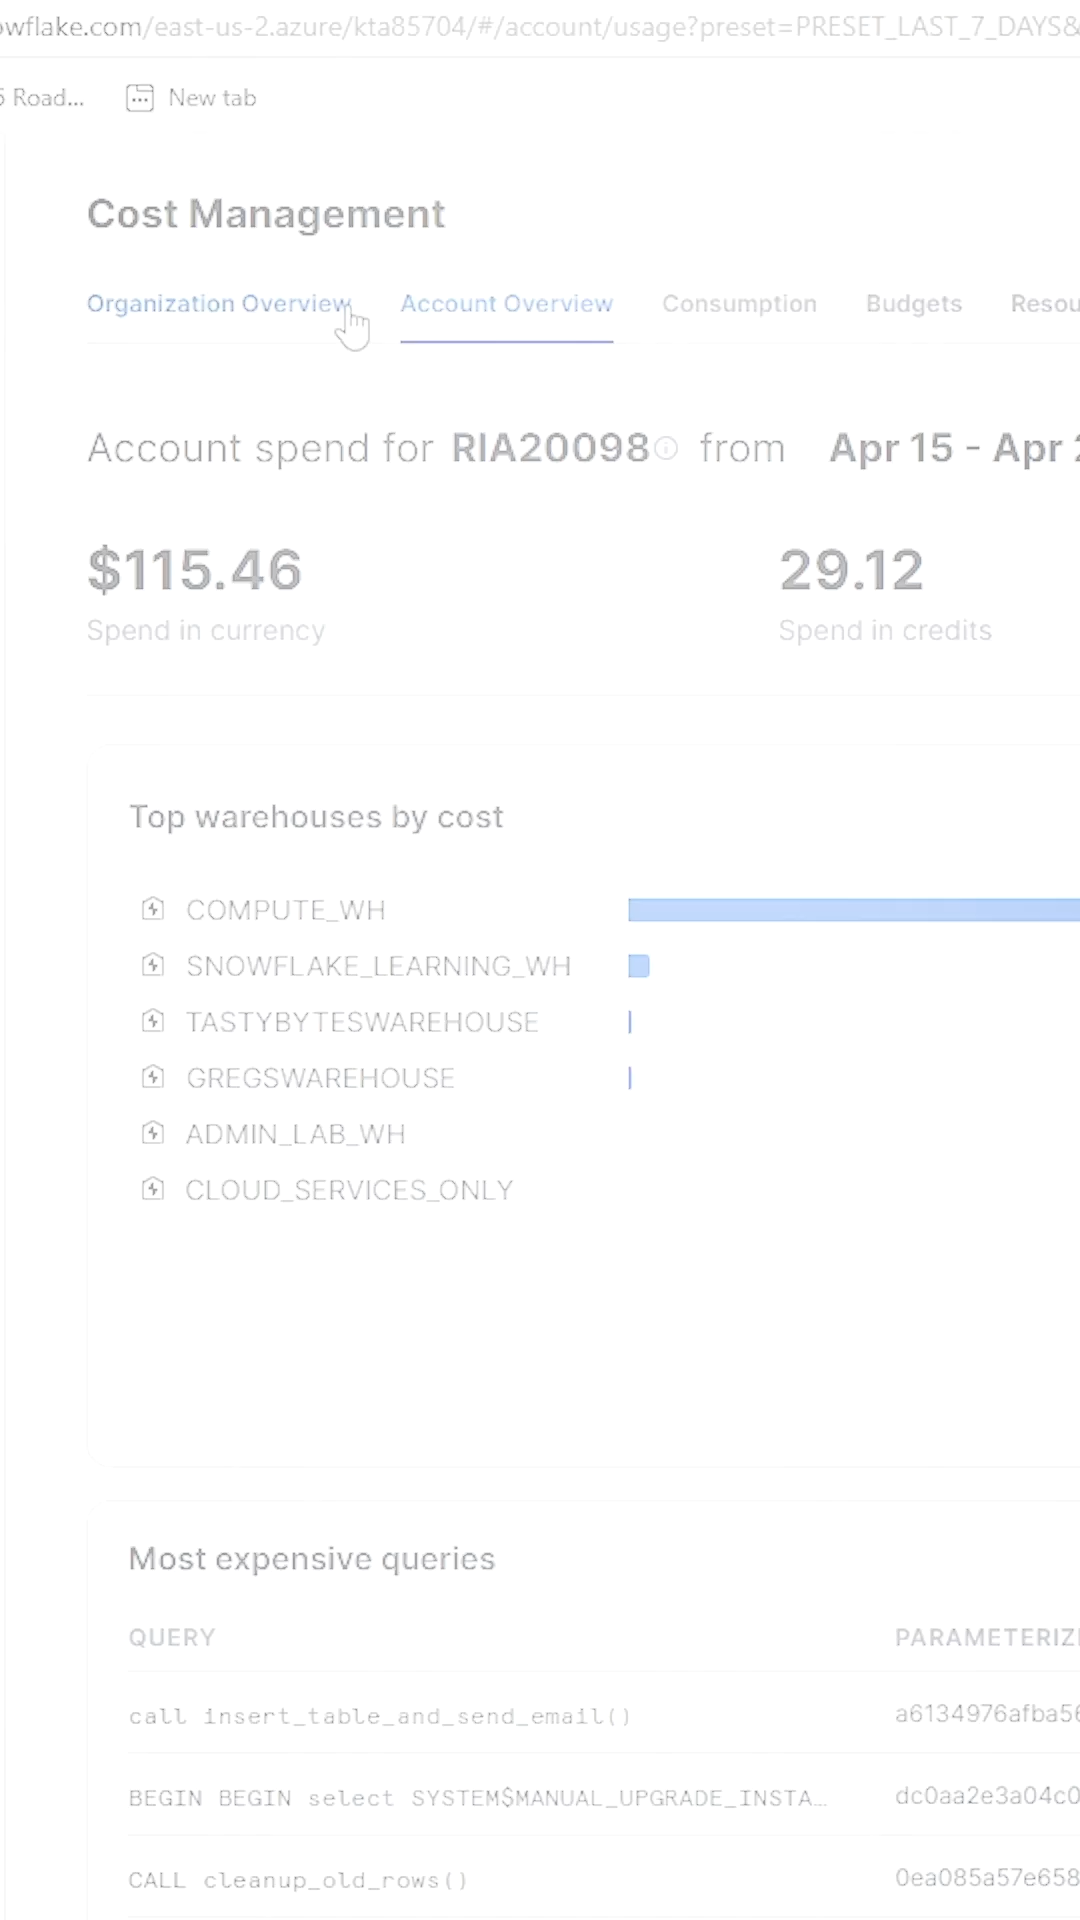 owflake.com/east-us-2.azure/kta85704/#/account/usage?preset=PRESET_LAST_7_DAYS&
Road... New tab
Cost Management
Organization Overview Account Overview Consumption Budgets Resou
Account spend for RIA20098 from Apr 15 - Apr 2
$115.46 29.12
Spend in currency Spend in credits
Top warehouses by cost
COMPUTE_WH
SNOWFLAKE_LEARNING_WH
TASTYBYTESWAREHOUSE
GREGSWAREHOUSE
ADMIN_LAB_WH
CLOUD_SERVICES_ONLY
Most expensive queries
QUERY PARAMETERIZE
call insert_table_and_send_email() a6134976afba56
BEGIN BEGIN select SYSTEM$MANUAL_UPGRADE_INSTA... dc0aa2e3a04c0
CALL cleanup_old_rows() 0ea085a57e658